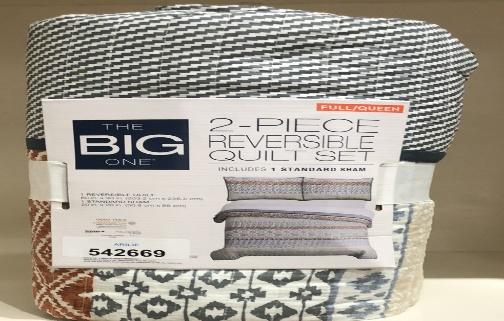 FULL/QUEEN
THE
BIG
ONE®
2-PIECE
REVERSIBLE
QUILT SET
INCLUDES 1 STANDARD SHAM
1 REVERSIBLE QUILT
1 STANDARD SHAM
542669